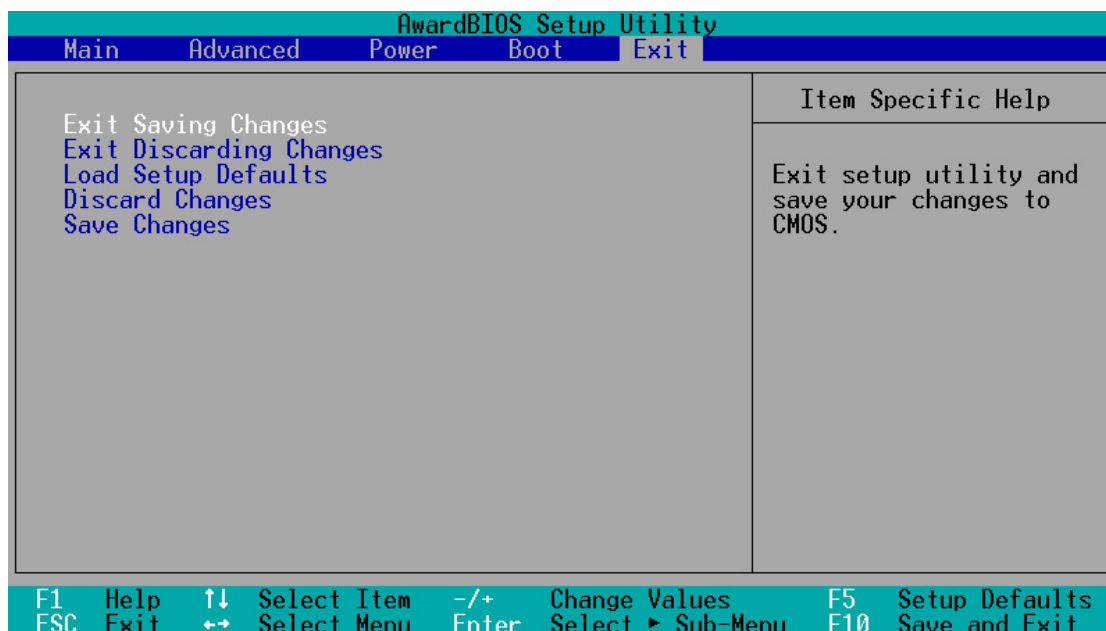 AwardBIOS Setup Utility
Main Advanced Power Boot Exit
Item Specific Help
Exit Saving Changes
Exit Discarding Changes
Load Setup Defaults
Discard Changes
Save Changes
Exit setup utility and
save your changes to
CMOS.
F1 Help ↑↓ Select Item -/+ Change Values F5 Setup Defaults
ESC Exit ←→ Select Menu Enter Select ► Sub-Menu F10 Save and Exit